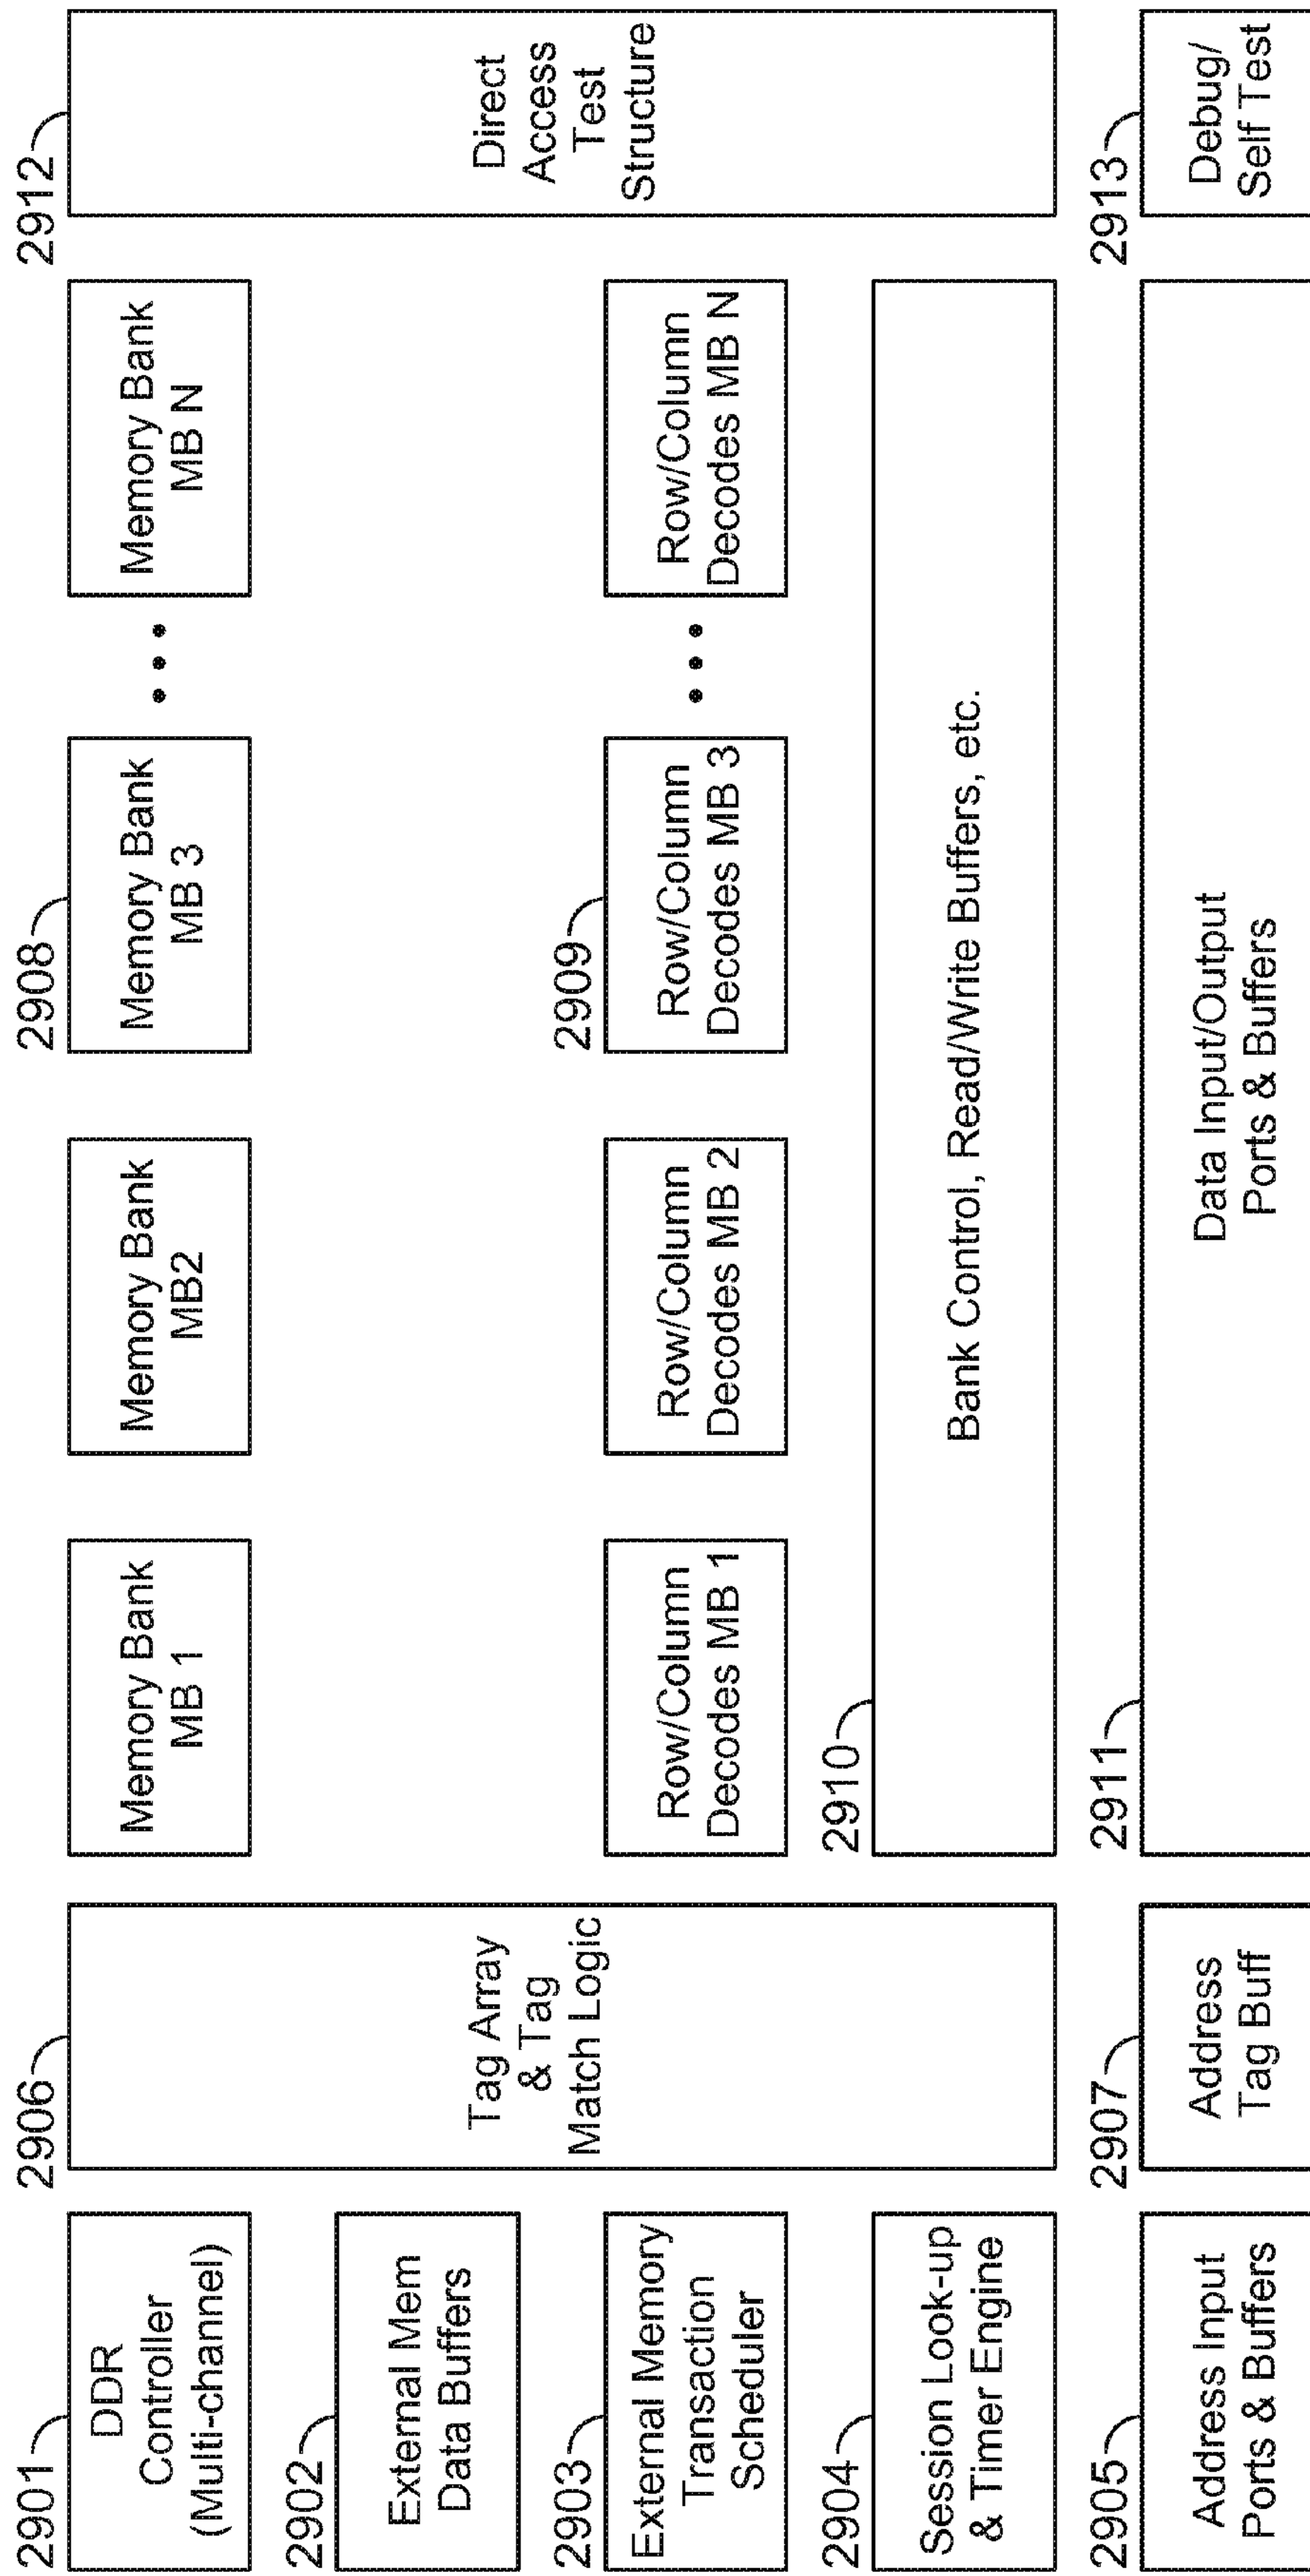 2901
DDR
Controller
(Multi-channel)
2902
External Mem
Data Buffers
2903
External Memory
Transaction
Scheduler
2904
Session Look-up
& Timer Engine
2905
Address Input
Ports & Buffers
2906
Tag Array
& Tag
Match Logic
2907
Address
Tag Buff
Memory Bank
MB 1
Memory Bank
MB2
2908
Memory Bank
MB 3
• • •
Memory Bank
MB N
Row/Column
Decodes MB 1
Row/Column
Decodes MB 2
2909
Row/Column
Decodes MB 3
• • •
Row/Column
Decodes MB N
2910
Bank Control, Read/Write Buffers, etc.
2911
Data Input/Output
Ports & Buffers
2912
Direct
Access
Test
Structure
2913
Debug/
Self Test